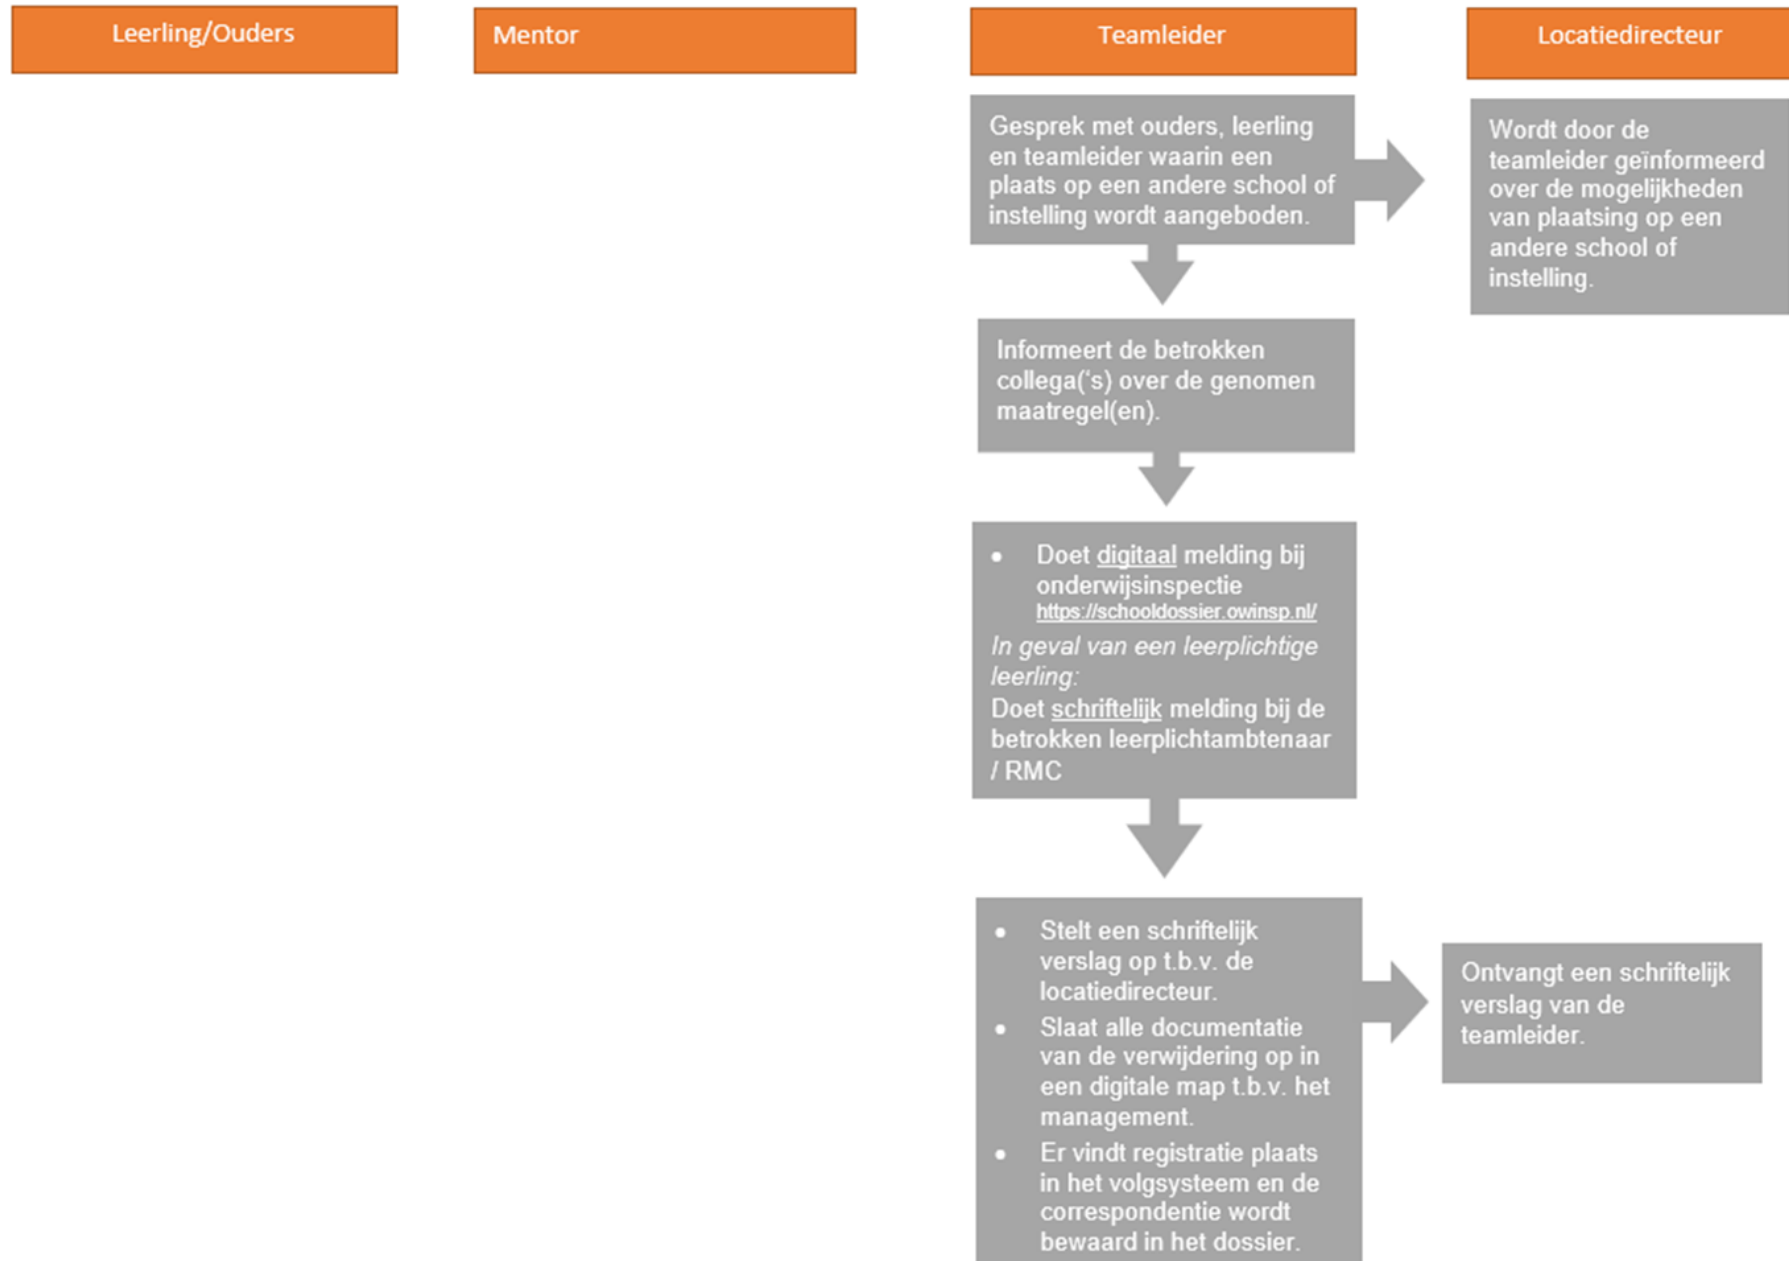 Leerling/Ouders
Mentor
Teamleider
Locatiedirecteur
Gesprek met ouders, leerling
en teamleider waarin een
plaats op een andere school of
instelling wordt aangeboden.
Wordt door de
teamleider geïnformeerd
over de mogelijkheden
van plaatsing op een
andere school of
instelling.
Informeert de betrokken
collega(‘s) over de genomen
maatregel(en).
• Doet digitaal melding bij
onderwijsinspectie
https://schooldossier.owinsp.nl/
In geval van een leerplichtige
leerling:
Doet schriftelijk melding bij de
betrokken leerplichtambtenaar
/ RMC
• Stelt een schriftelijk
verslag op t.b.v. de
locatiedirecteur.
• Slaat alle documentatie
van de verwijdering op in
een digitale map t.b.v. het
management.
• Er vindt registratie plaats
in het volgsysteem en de
correspondentie wordt
bewaard in het dossier.
Ontvangt een schriftelijk
verslag van de
teamleider.